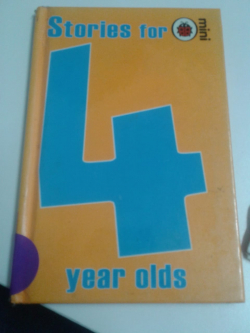 Stories for
mini
4
year olds